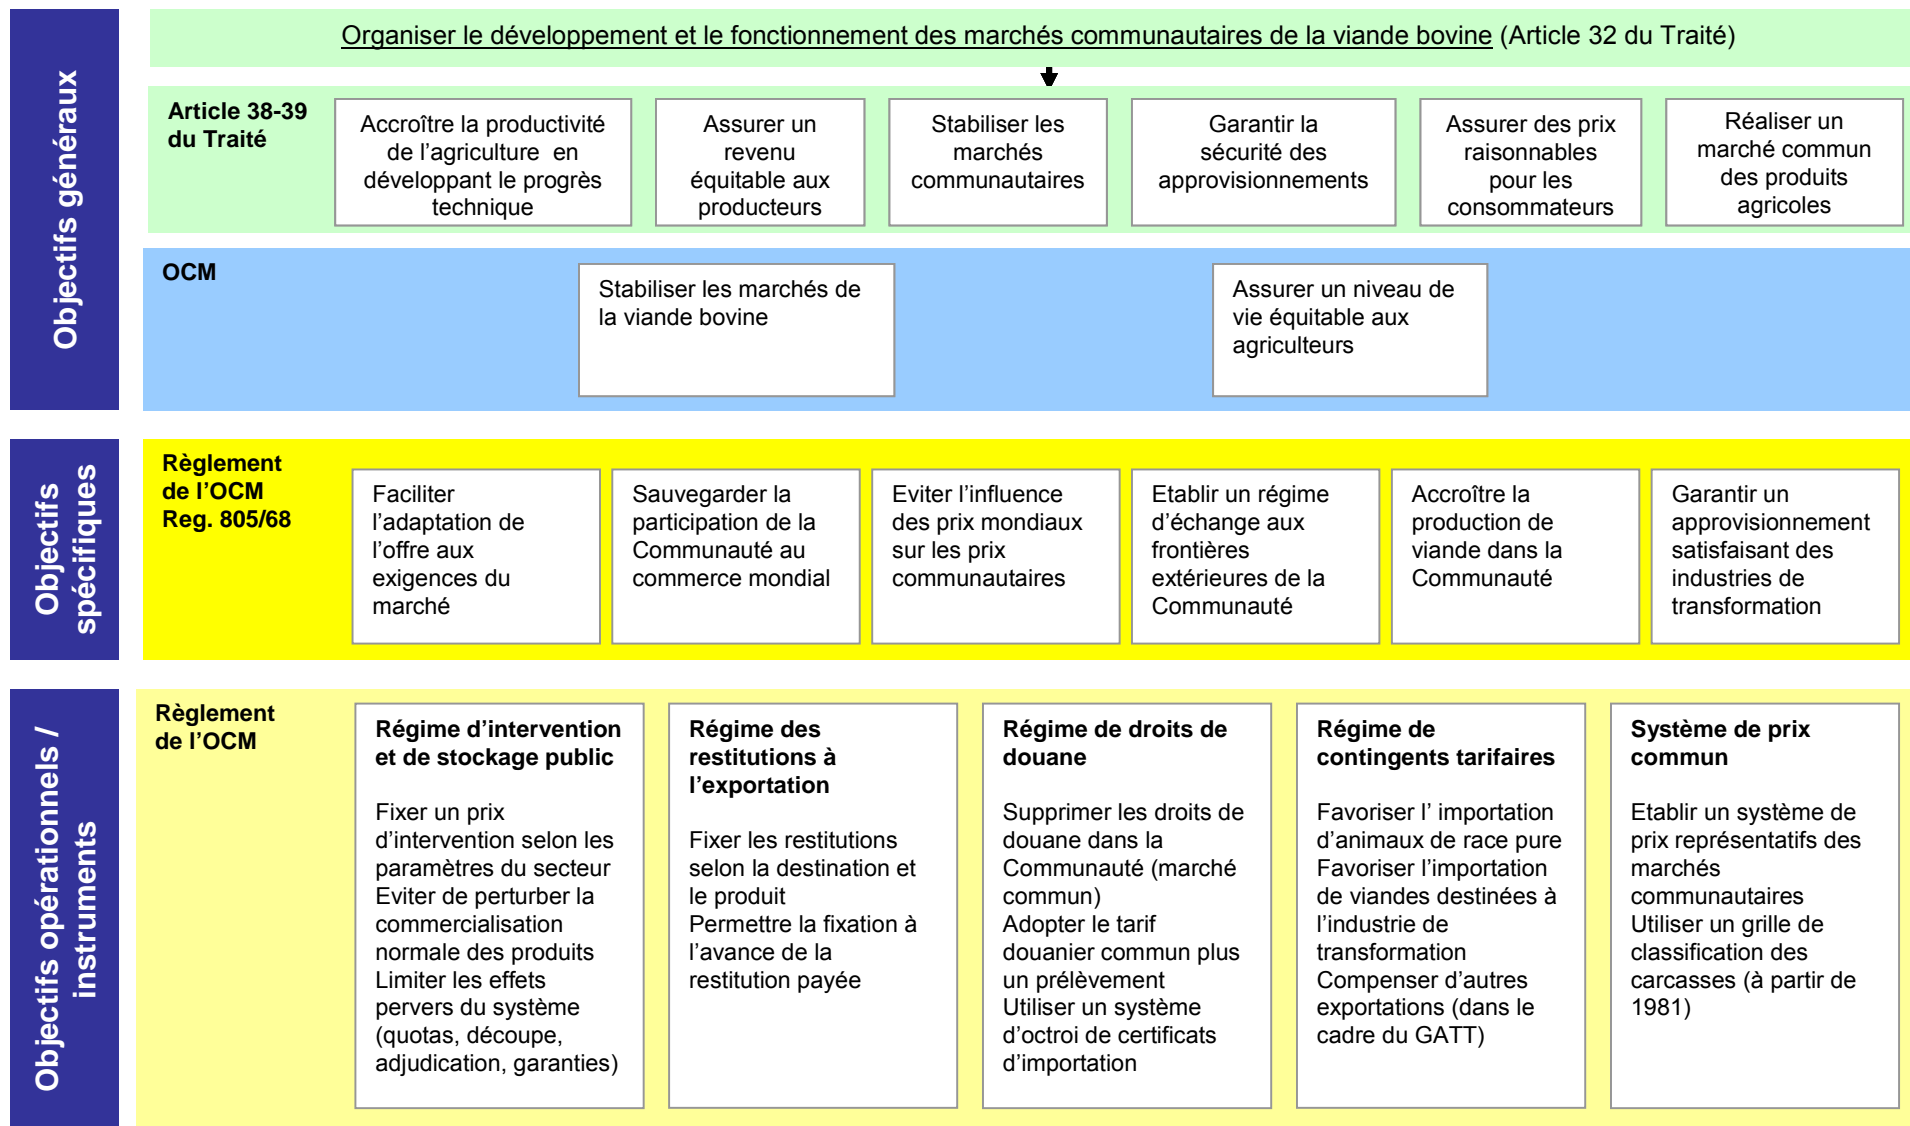 Objectifs généraux
Organiser le développement et le fonctionnement des marchés communautaires de la viande bovine (Article 32 du Traité)
Article 38-39
du Traité
Accroître la productivité
de l’agriculture en
développant le progrès
technique
Assurer un
revenu
équitable aux
producteurs
Stabiliser les
marchés
communautaires
Garantir la
sécurité des
approvisionnements
Assurer des prix
raisonnables
pour les
consommateurs
Réaliser un
marché commun
des produits
agricoles
OCM
Stabiliser les marchés de
la viande bovine
Assurer un niveau de
vie équitable aux
agriculteurs
Objectifs
spécifiques
Règlement
de l’OCM
Reg. 805/68
Faciliter
l’adaptation de
l’offre aux
exigences du
marché
Sauvegarder la
participation de la
Communauté au
commerce mondial
Eviter l’influence
des prix mondiaux
sur les prix
communautaires
Etablir un régime
d’échange aux
frontières
extérieures de la
Communauté
Accroître la
production de
viande dans la
Communauté
Garantir un
approvisionnement
satisfaisant des
industries de
transformation
Objectifs opérationnels /
instruments
Règlement
de l’OCM
Régime d’intervention
et de stockage public
Fixer un prix
d’intervention selon les
paramètres du secteur
Eviter de perturber la
commercialisation
normale des produits
Limiter les effets
pervers du système
(quotas, découpe,
adjudication, garanties)
Régime des
restitutions à
l’exportation
Fixer les restitutions
selon la destination et
le produit
Permettre la fixation à
l’avance de la
restitution payée
Régime de droits de
douane
Supprimer les droits de
douane dans la
Communauté (marché
commun)
Adopter le tarif
douanier commun plus
un prélèvement
Utiliser un système
d’octroi de certificats
d’importation
Régime de
contingents tarifaires
Favoriser l’ importation
d’animaux de race pure
Favoriser l’importation
de viandes destinées à
l’industrie de
transformation
Compenser d’autres
exportations (dans le
cadre du GATT)
Système de prix
commun
Etablir un système de
prix représentatifs des
marchés
communautaires
Utiliser un grille de
classification des
carcasses (à partir de
1981)